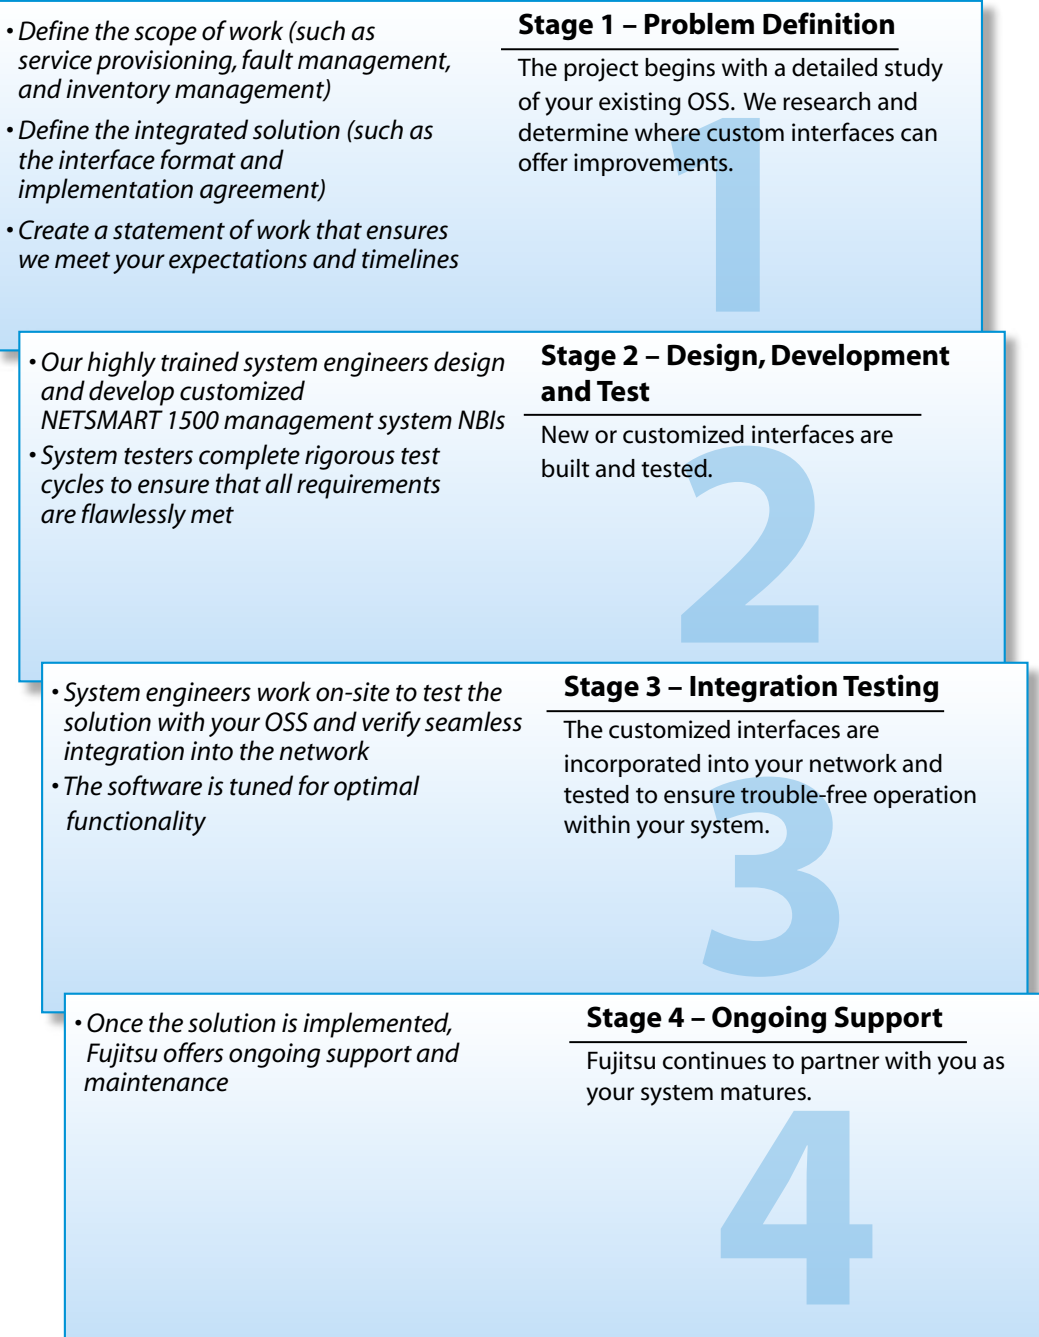 • Define the scope of work (such as
service provisioning, fault management,
and inventory management)
• Define the integrated solution (such as
the interface format and
implementation agreement)
• Create a statement of work that ensures
we meet your expectations and timelines
Stage 1 – Problem Definition
The project begins with a detailed study
of your existing OSS. We research and
determine where custom interfaces can
offer improvements.
1
• Our highly trained system engineers design
and develop customized
NETSMART 1500 management system NBIs
• System testers complete rigorous test
cycles to ensure that all requirements
are flawlessly met
Stage 2 – Design, Development
and Test
New or customized interfaces are
built and tested.
2
• System engineers work on-site to test the
solution with your OSS and verify seamless
integration into the network
• The software is tuned for optimal
functionality
Stage 3 – Integration Testing
The customized interfaces are
incorporated into your network and
tested to ensure trouble-free operation
within your system.
3
• Once the solution is implemented,
Fujitsu offers ongoing support and
maintenance
Stage 4 – Ongoing Support
Fujitsu continues to partner with you as
your system matures.
4